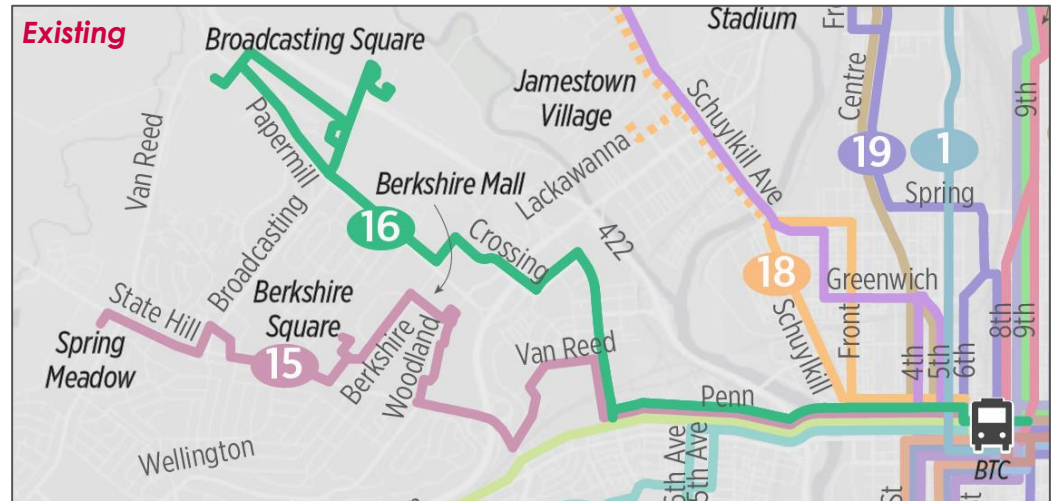 Existing
Broadcasting Square
Stadium
Jamestown
Village
Schuylkill Ave
Centre
9th
Van Reed
Papermill
Berkshire Mall
Lackawanna
19
1
Spring
16
Crossing
422
Broadcasting
18
Greenwich
State Hill
Berkshire
Square
Spring
Meadow
15
Berkshire
Woodland
Van Reed
Schuylkill
Front
4th
5th
6th
8th
9th
Penn
Wellington
5th Ave
BTC